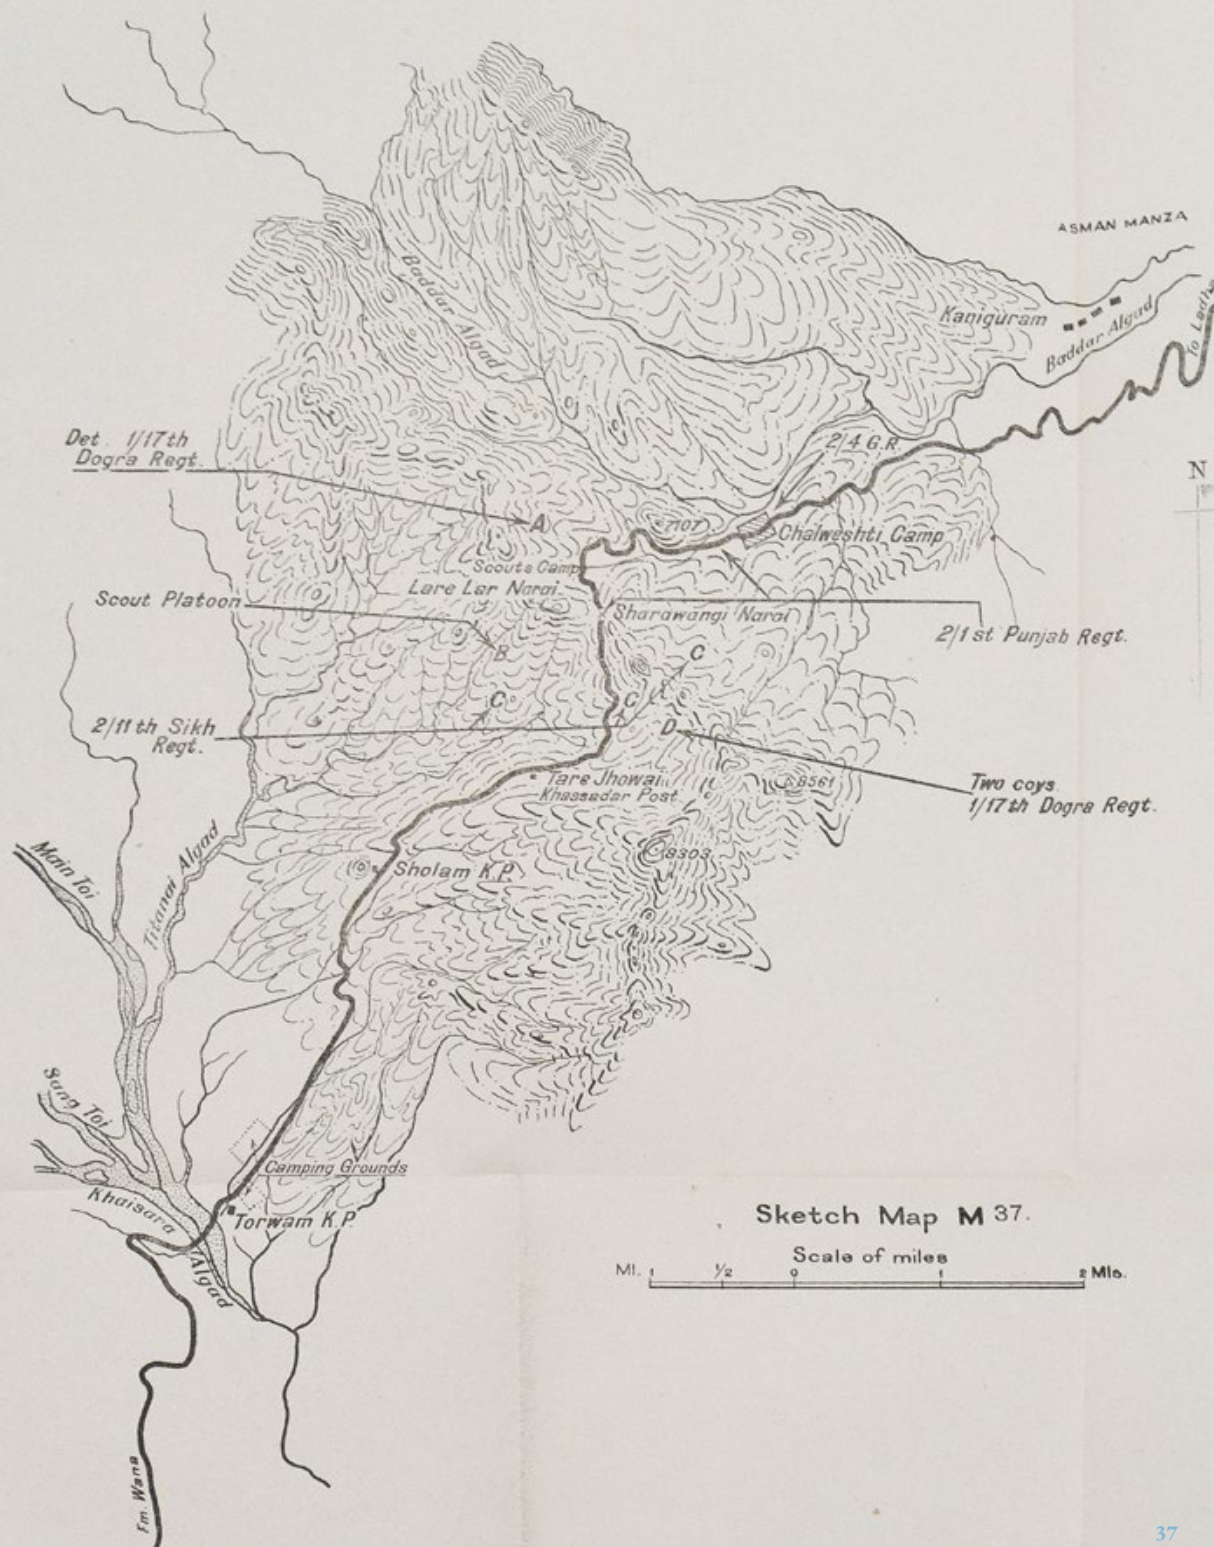 ASMAN MANZA
Kaniguram
Baddar Algad
Baddar Algad
2/4 G.R.
Det. 1/17th
Dogra Regt.
N
A
7107
Chalweshti Camp
Scouts Camp
Lare Lar Narai
Scout Platoon
Sharawangi Narai
2/1st Punjab Regt.
B
C
C
C
2/11th Sikh
Regt.
D
Tare Jhowai
Khassadar Post
8561
Two coys.
1/17th Dogra Regt.
Main Toi
Titanai Algad
8303
Sholam K.P.
Sang Toi
Camping Grounds
Khaisara
Algad
Torwam K.P.
Sketch Map M 37.
Scale of miles
Ml. 1 1/2 0 1 2 Mls.
Fm. Wana
37